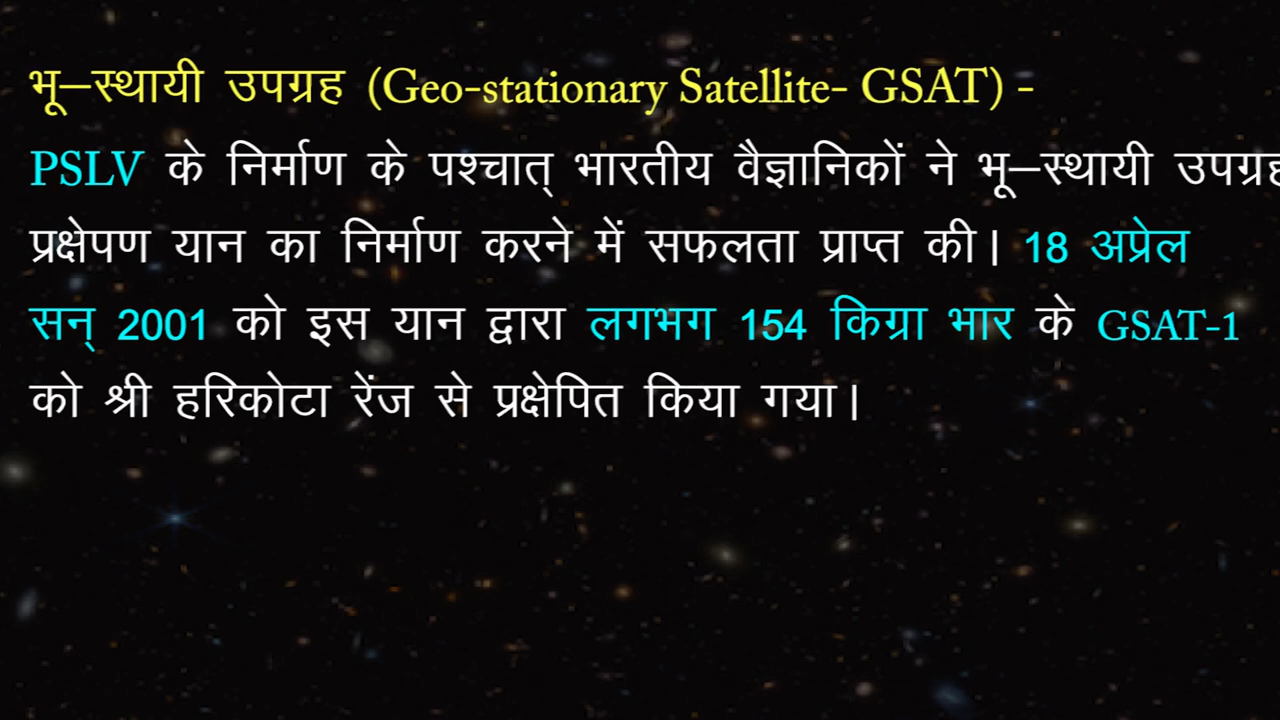 भू–स्थायी उपग्रह (Geo-stationary Satellite- GSAT) -
PSLV के निर्माण के पश्चात् भारतीय वैज्ञानिकों ने भू–स्थायी उपग्रह
प्रक्षेपण यान का निर्माण करने में सफलता प्राप्त की। 18 अप्रेल
सन् 2001 को इस यान द्वारा लगभग 154 किग्रा भार के GSAT-1
को श्री हरिकोटा रेंज से प्रक्षेपित किया गया।